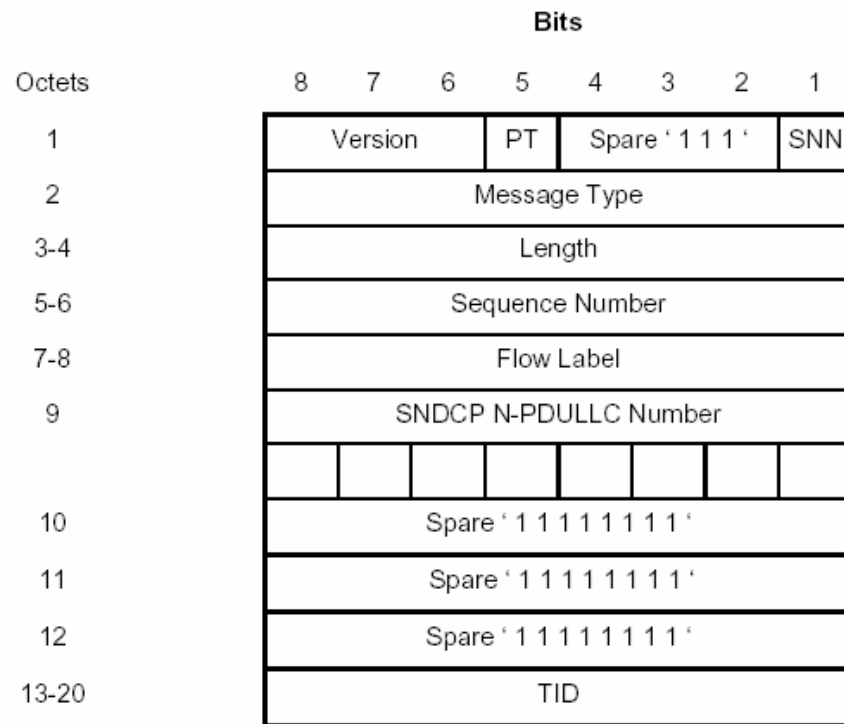 Bits
Octets 8 7 6 5 4 3 2 1
1 Version PT Spare ‘ 1 1 1 ‘ SNN
2 Message Type
3-4 Length
5-6 Sequence Number
7-8 Flow Label
9 SNDCP N-PDULLC Number
10 Spare ‘ 1 1 1 1 1 1 1 1 ‘
11 Spare ‘ 1 1 1 1 1 1 1 1 ‘
12 Spare ‘ 1 1 1 1 1 1 1 1 ‘
13-20 TID